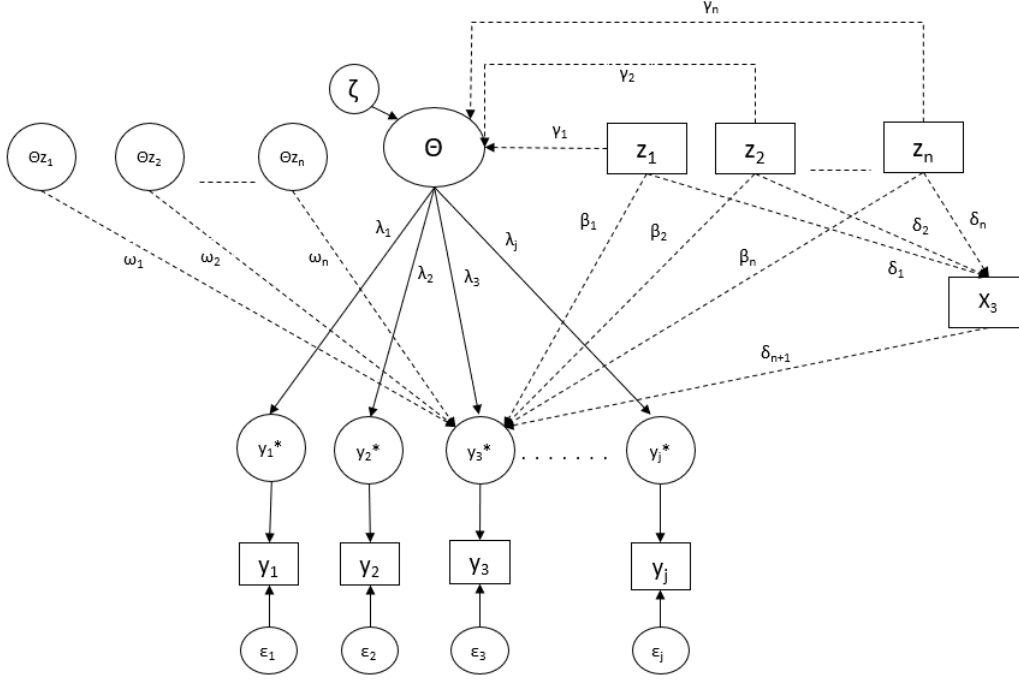 γₙ
γ₂
ζ
Θz₁
Θz₂
Θzₙ
Θ
γ₁
z₁
z₂
zₙ
λ₁
λ₂
λ₃
λⱼ
ω₁
ω₂
ωₙ
β₁
β₂
βₙ
δ₁
δ₂
δₙ
X₃
δₙ₊₁
y₁*
y₂*
y₃*
yⱼ*
y₁
y₂
y₃
yⱼ
ε₁
ε₂
ε₃
εⱼ